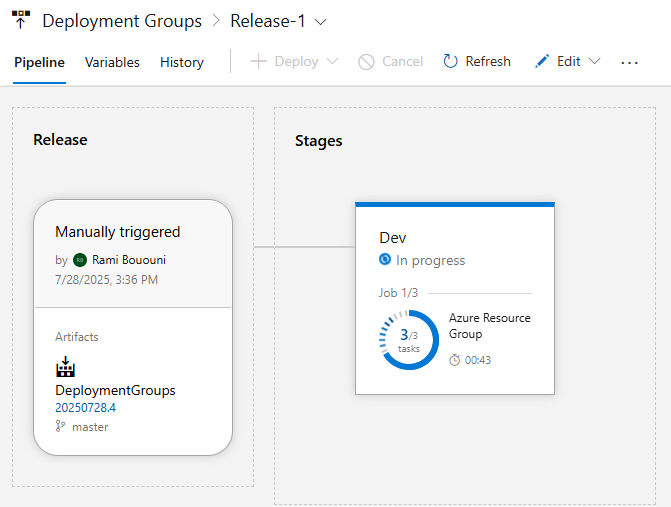 Deployment Groups > Release-1
Pipeline Variables History Deploy Cancel Refresh Edit ...
Release
Manually triggered
by RB Rami Bououni
7/28/2025, 3:36 PM
Artifacts
DeploymentGroups
20250728.4
master
Stages
Dev
In progress
Job 1/3
3/3
tasks
Azure Resource
Group
00:43